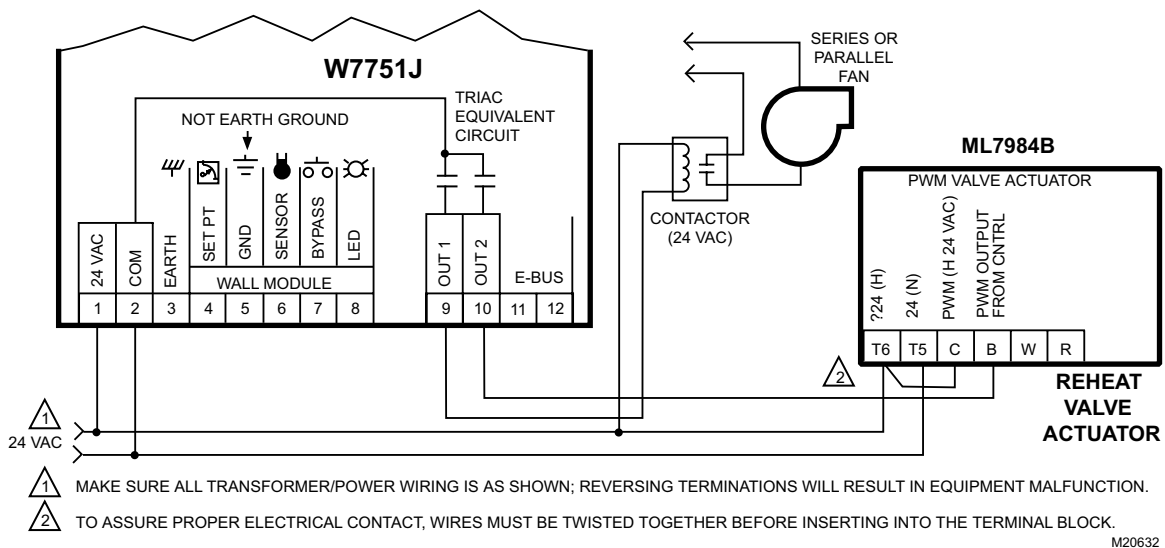 W7751J
NOT EARTH GROUND
TRIAC
EQUIVALENT
CIRCUIT
SERIES OR
PARALLEL
FAN
CONTACTOR
(24 VAC)
24 VAC
COM
EARTH
SET PT
GND
SENSOR
BYPASS
LED
WALL MODULE
OUT 1
OUT 2
E-BUS
1 2 3 4 5 6 7 8 9 10 11 12
ML7984B
PWM VALVE ACTUATOR
?24 (H)
24 (N)
PWM (H 24 VAC)
PWM OUTPUT
FROM CNTRL
T6 T5 C B W R
2
REHEAT
VALVE
ACTUATOR
1
24 VAC
1 MAKE SURE ALL TRANSFORMER/POWER WIRING IS AS SHOWN; REVERSING TERMINATIONS WILL RESULT IN EQUIPMENT MALFUNCTION.
2 TO ASSURE PROPER ELECTRICAL CONTACT, WIRES MUST BE TWISTED TOGETHER BEFORE INSERTING INTO THE TERMINAL BLOCK.
M20632